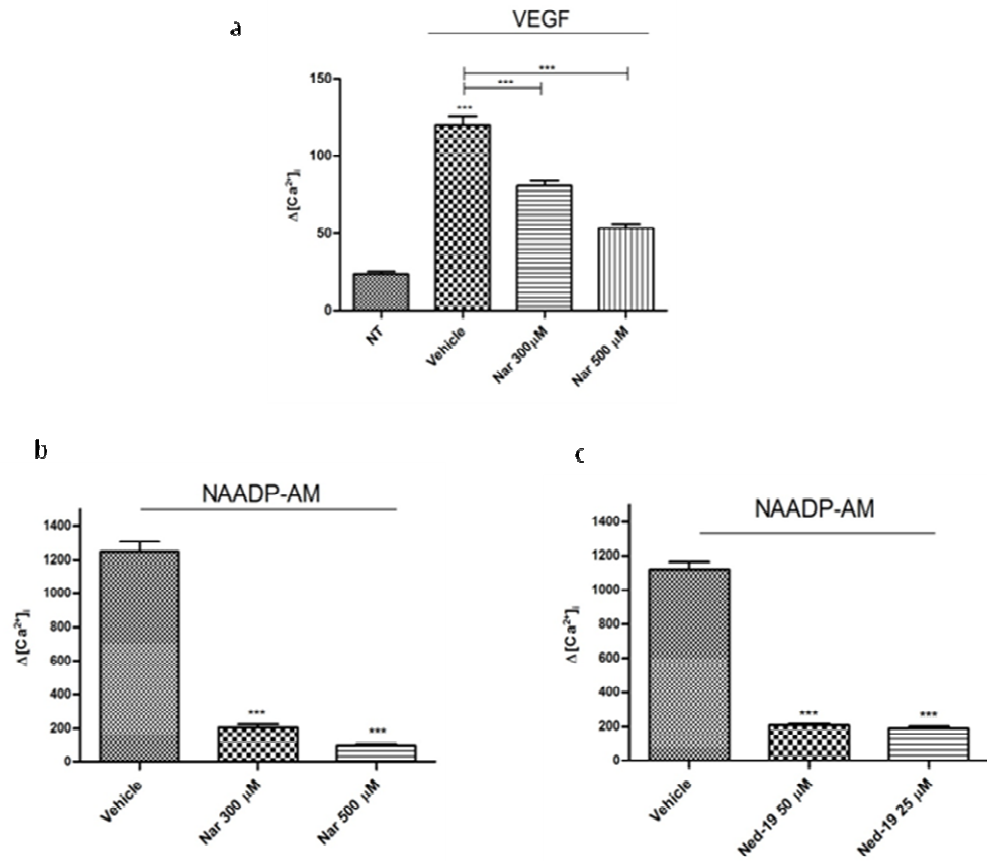 a
VEGF
***
***
***
150
100
50
0
Δ[Ca²⁺]ᵢ
NT
Vehicle
Nar 300µM
Nar 500 µM
b
NAADP-AM
1400
1200
1000
800
600
400
200
0
Δ[Ca²⁺]ᵢ
***
***
Vehicle
Nar 300 µM
Nar 500 µM
c
NAADP-AM
1400
1200
1000
800
600
400
200
0
Δ[Ca²⁺]ᵢ
***
***
Vehicle
Ned-19 50 µM
Ned-19 25 µM